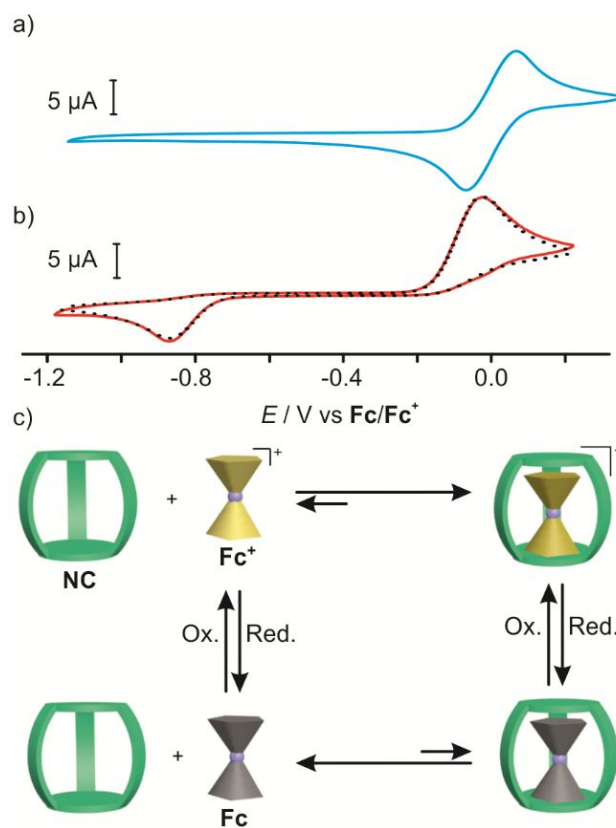 a)
5 µA
b)
5 µA
-1.2 -0.8 -0.4 0.0
E / V vs Fc/Fc⁺
c)
+ +
NC Fc⁺
Ox. Red. Ox. Red.
+
Fc